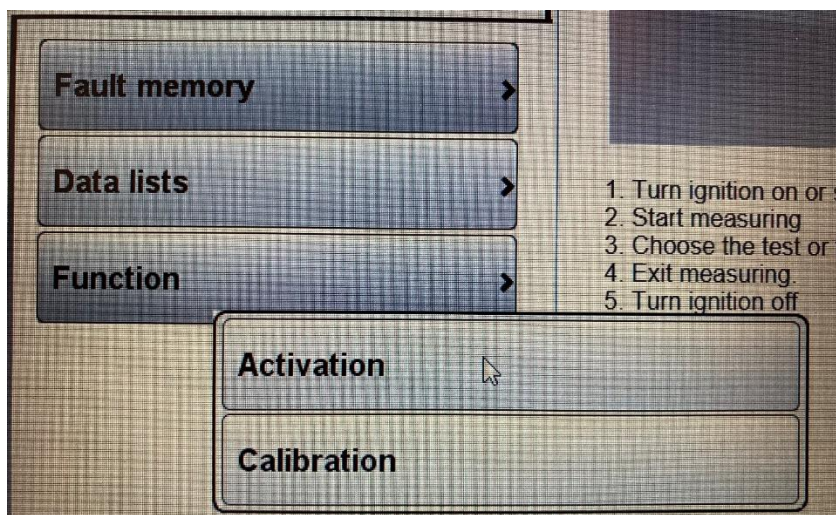 Fault memory
Data lists
Function
Activation
Calibration
1. Turn ignition on or
2. Start measuring
3. Choose the test or
4. Exit measuring.
5. Turn ignition off